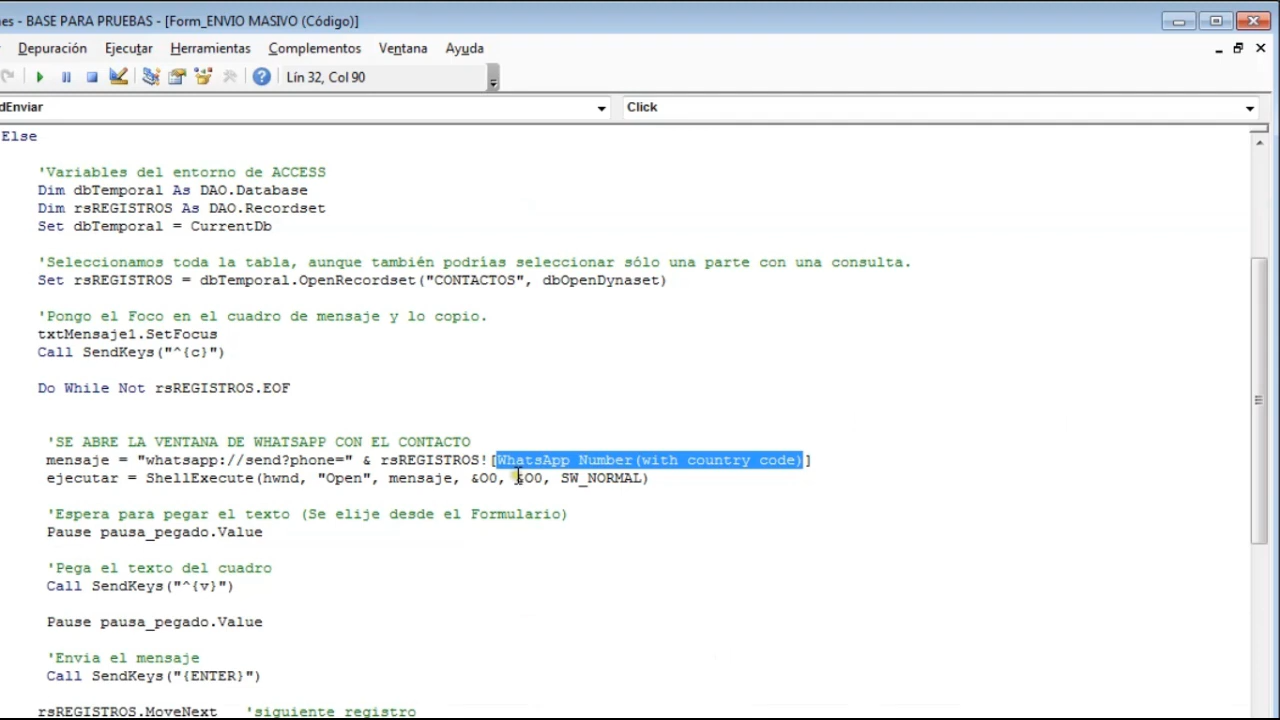 nes - BASE PARA PRUEBAS - [Form_ENVIO MASIVO (Código)]
Depuración Ejecutar Herramientas Complementos Ventana Ayuda
Lín 32, Col 90
dEnviar Click
Else
'Variables del entorno de ACCESS
Dim dbTemporal As DAO.Database
Dim rsREGISTROS As DAO.Recordset
Set dbTemporal = CurrentDb
'Seleccionamos toda la tabla, aunque también podrías seleccionar sólo una parte con una consulta.
Set rsREGISTROS = dbTemporal.OpenRecordset("CONTACTOS", dbOpenDynaset)
'Pongo el Foco en el cuadro de mensaje y lo copio.
txtMensaje1.SetFocus
Call SendKeys("^{c}")
Do While Not rsREGISTROS.EOF
'SE ABRE LA VENTANA DE WHATSAPP CON EL CONTACTO
mensaje = "whatsapp://send?phone=" & rsREGISTROS![WhatsApp Number(with country code)]
ejecutar = ShellExecute(hwnd, "Open", mensaje, &O0, &O0, SW_NORMAL)
'Espera para pegar el texto (Se elije desde el Formulario)
Pause pausa_pegado.Value
'Pega el texto del cuadro
Call SendKeys("^{v}")
Pause pausa_pegado.Value
'Envia el mensaje
Call SendKeys("{ENTER}")
rsREGISTROS.MoveNext 'siguiente registro